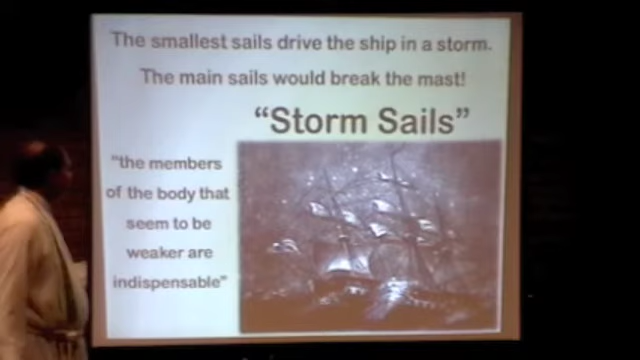 The smallest sails drive the ship in a storm.
The main sails would break the mast!
“Storm Sails”
"the members
of the body that
seem to be
weaker are
indispensable"